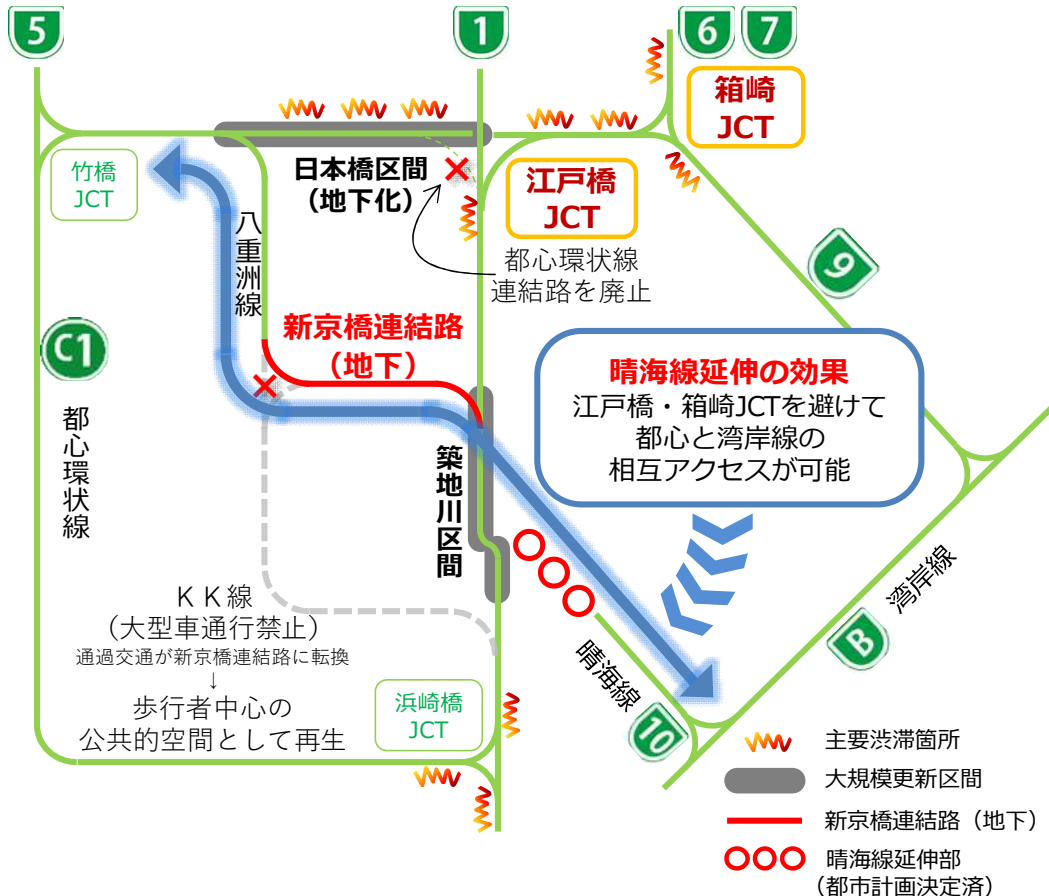 5
1
6
7
箱崎
JCT
竹橋
JCT
日本橋区間
（地下化）
江戸橋
JCT
八重洲線
都心環状線
連結路を廃止
9
C1
都心環状線
新京橋連結路
（地下）
晴海線延伸の効果
江戸橋・箱崎JCTを避けて
都心と湾岸線の
相互アクセスが可能
築地川区間
湾岸線
B
ＫＫ線
（大型車通行禁止）
通過交通が新京橋連結路に転換
↓
歩行者中心の
公共的空間として再生
晴海線
10
浜崎橋
JCT
主要渋滞箇所
大規模更新区間
新京橋連結路（地下）
晴海線延伸部
（都市計画決定済）